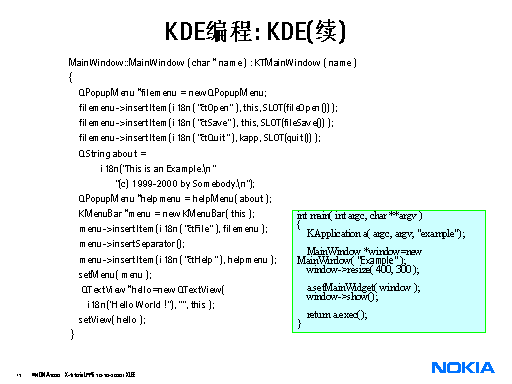 KDE编程: KDE(续)
MainWindow::MainWindow ( char * name ) : KTMainWindow ( name )
{
QPopupMenu *filemenu = new QPopupMenu;
filemenu->insertItem( i18n( "&Open" ), this, SLOT(fileOpen()) );
filemenu->insertItem( i18n( "&Save" ), this, SLOT(fileSave()) );
filemenu->insertItem( i18n( "&Quit" ), kapp, SLOT(quit()) );
QString about =
i18n("This is an Example.\n"
"(c) 1999-2000 by Somebody.\n");
QPopupMenu *helpmenu = helpMenu( about );
KMenuBar *menu = new KMenuBar( this );
menu->insertItem( i18n( "&File" ), filemenu );
menu->insertSeparator();
menu->insertItem( i18n( "&Help" ), helpmenu );
setMenu( menu );
QTextView *hello=new QTextView(
i18n("Hello World !"), "", this );
setView( hello );
}
int main( int argc, char **argv )
{
KApplication a( argc, argv, "example");
MainWindow *window=new
MainWindow( "Example" );
window->resize( 400, 300 );
a.setMainWidget( window );
window->show();
return a.exec();
}
NOKIA